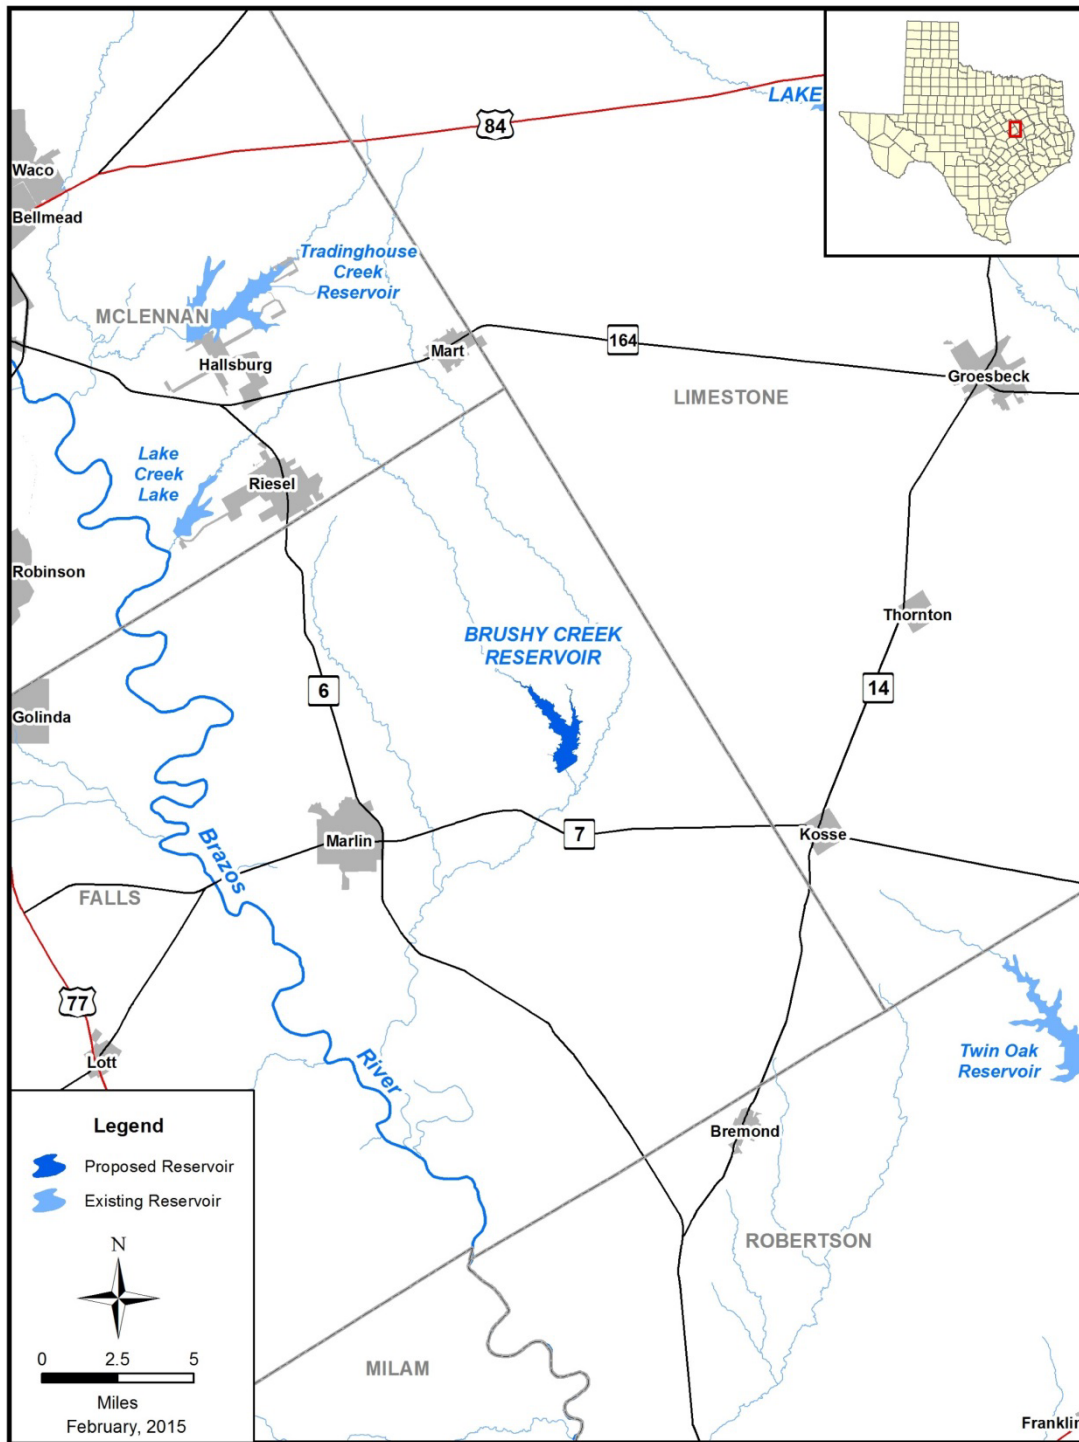 LAKE
84
Waco
Bellmead
Tradinghouse
Creek
Reservoir
MCLENNAN
Hallsburg
Mart
164
Groesbeck
LIMESTONE
Lake
Creek
Lake
Riesel
Robinson
Thornton
BRUSHY CREEK
RESERVOIR
6
14
Golinda
Marlin
7
Kosse
Brazos
FALLS
77
Lott
River
Twin Oak
Reservoir
Bremond
ROBERTSON
MILAM
Franklin
Legend
Proposed Reservoir
Existing Reservoir
N
0 2.5 5
Miles
February, 2015